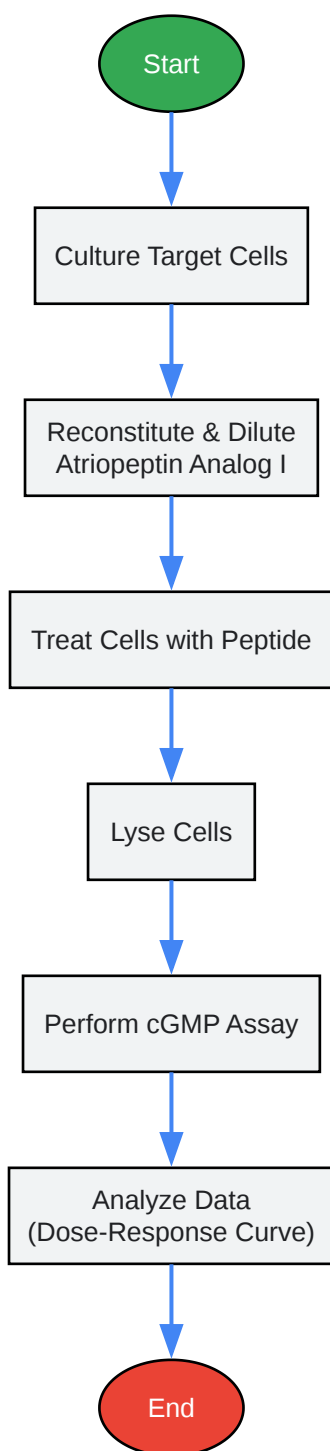 Start
Culture Target Cells
Reconstitute & Dilute
Atriopeptin Analog I
Treat Cells with Peptide
Lyse Cells
Perform cGMP Assay
Analyze Data
(Dose-Response Curve)
End